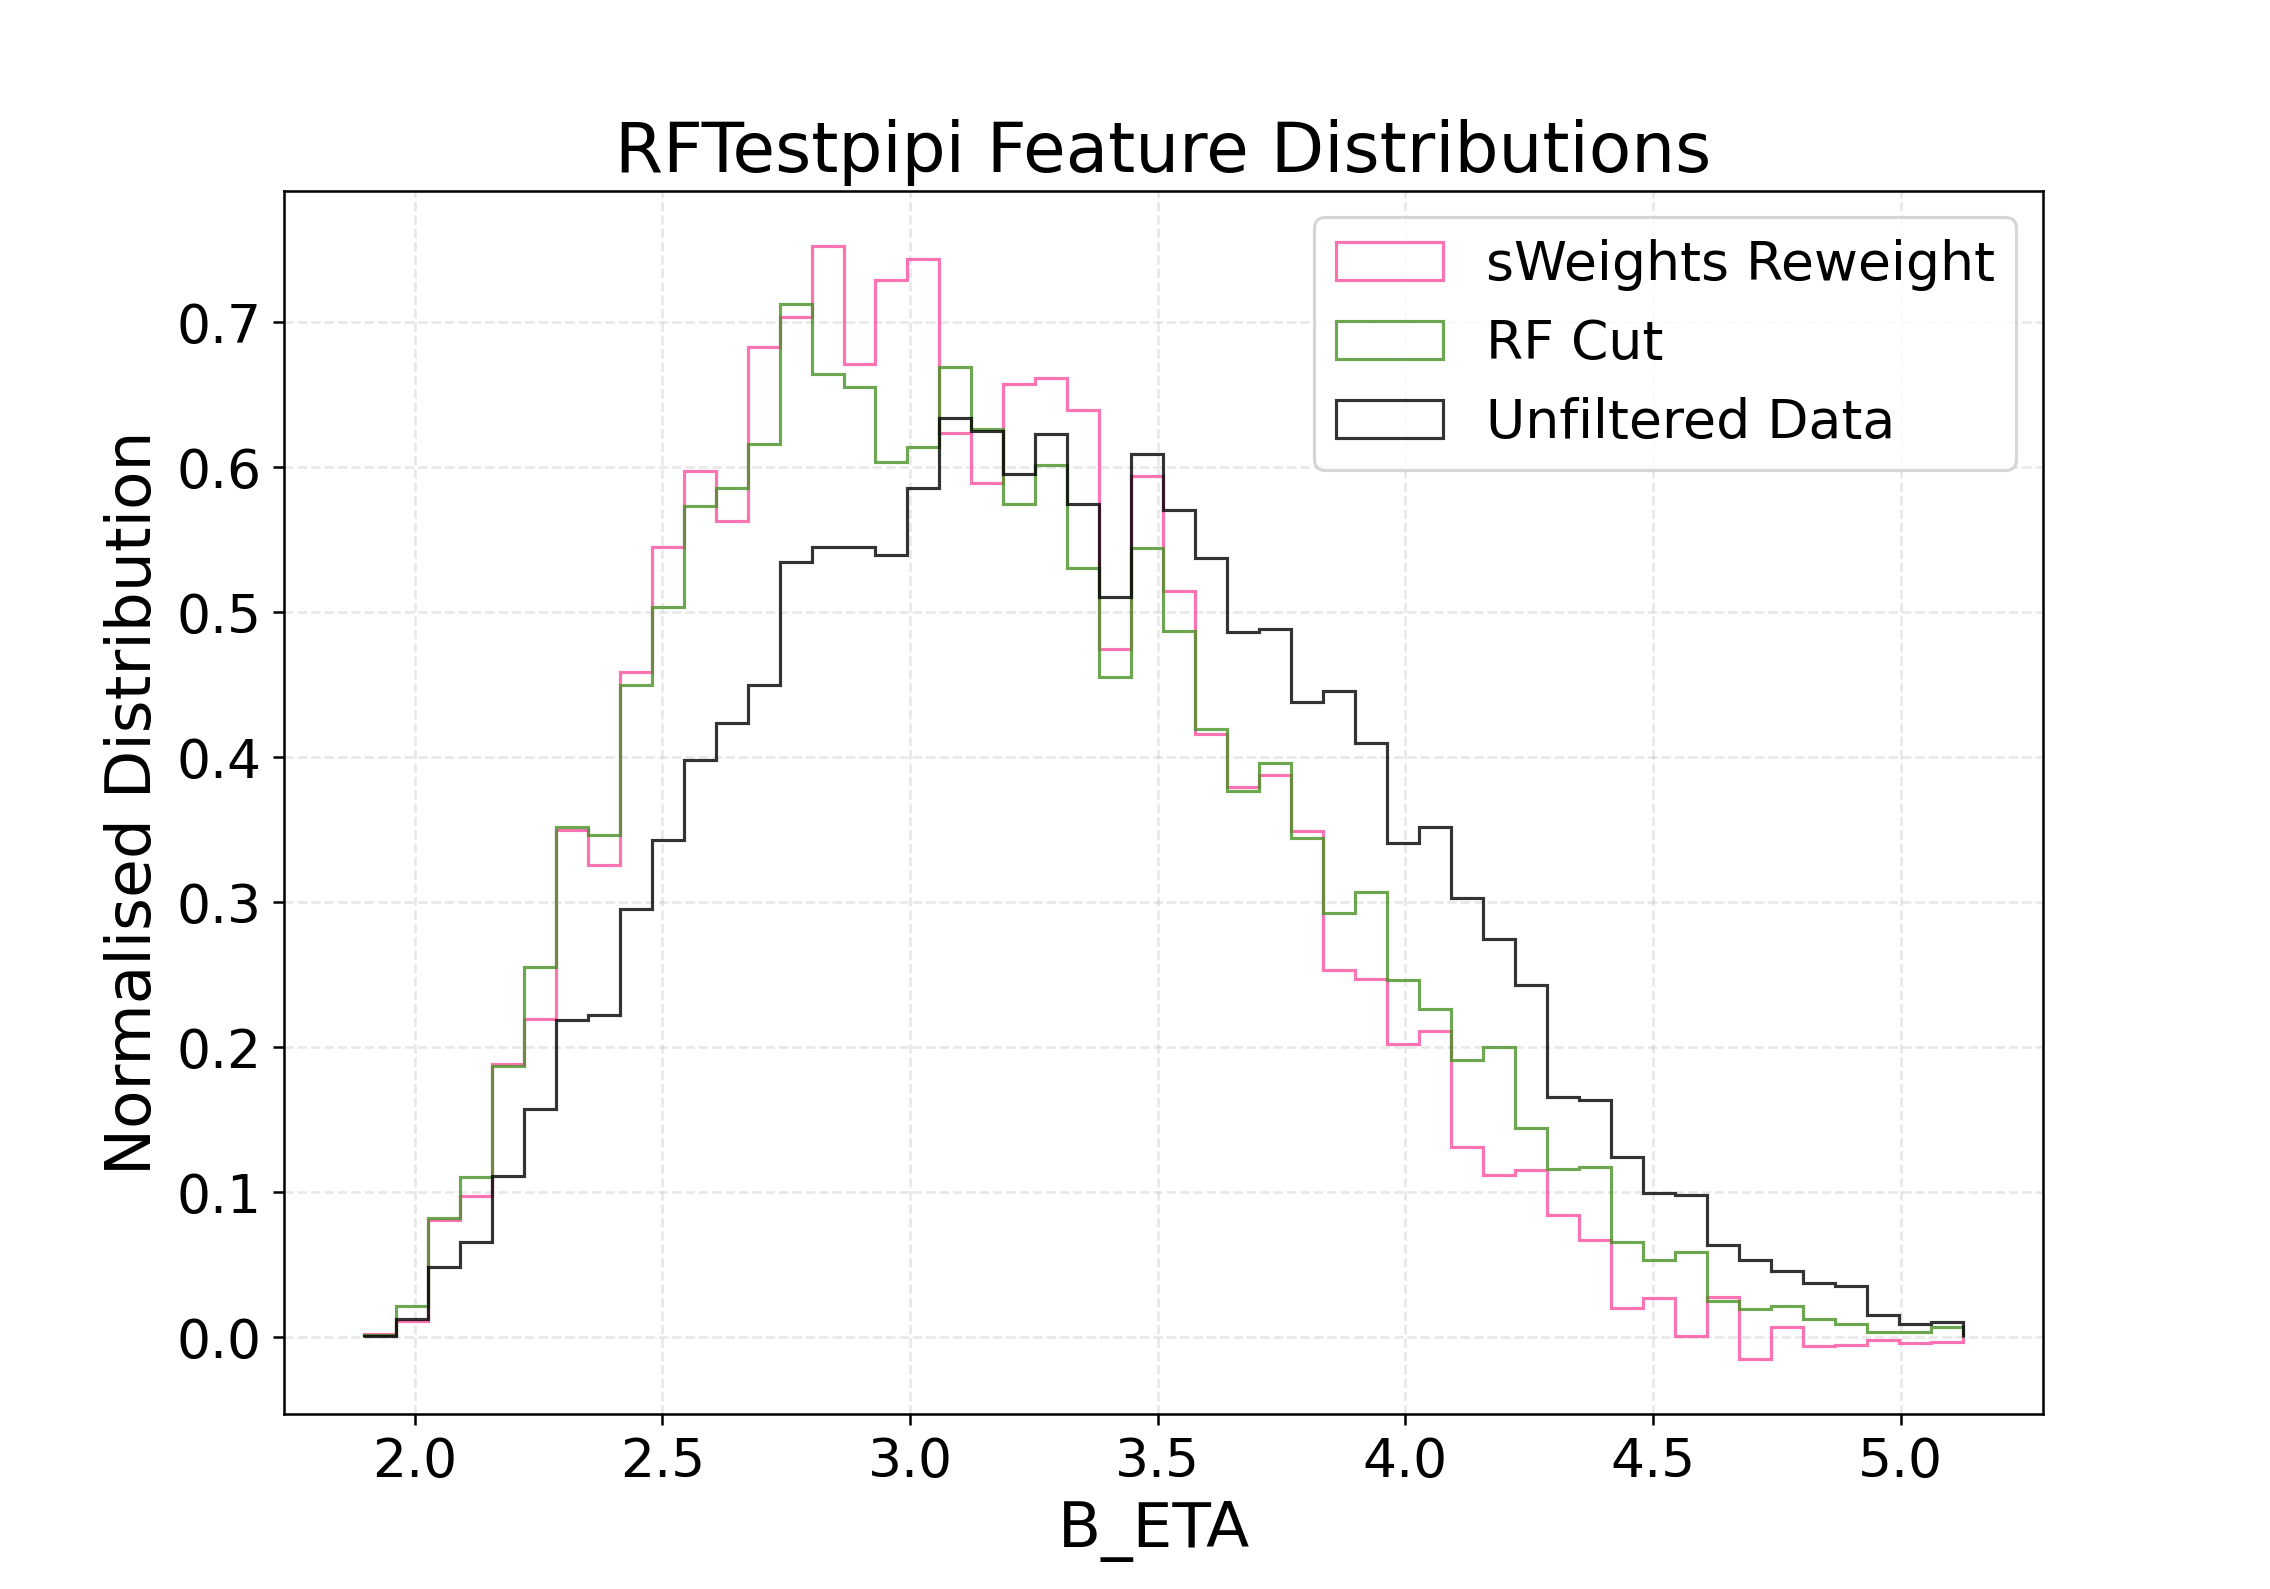 RFTestpipi Feature Distributions
sWeights Reweight
RF Cut
Unfiltered Data
Normalised Distribution
0.7
0.6
0.5
0.4
0.3
0.2
0.1
0.0
2.0 2.5 3.0 3.5 4.0 4.5 5.0
B_ETA